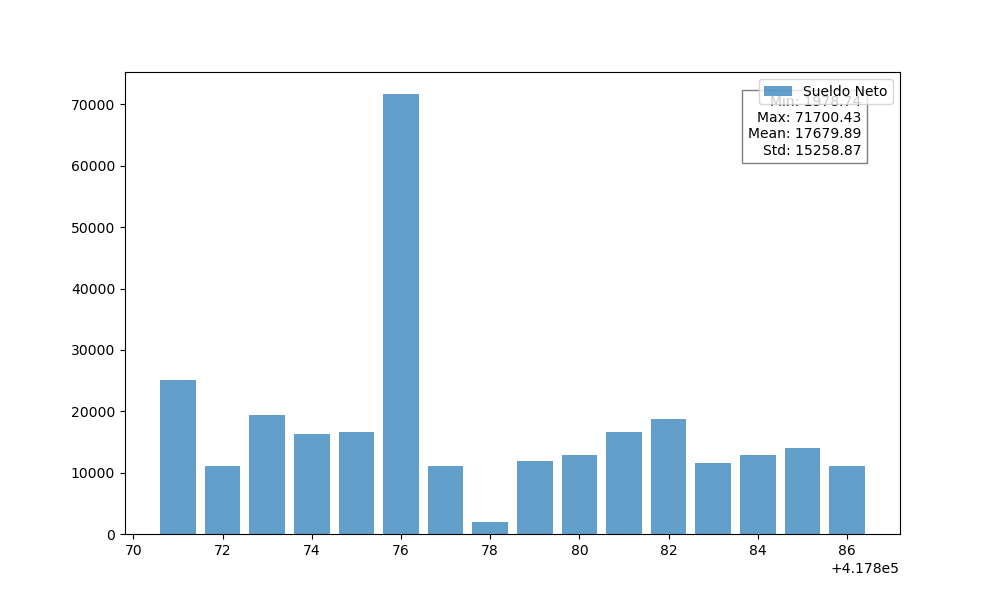 Sueldo Neto
Min: 1978.74
Max: 71700.43
Mean: 17679.89
Std: 15258.87
70000
60000
50000
40000
30000
20000
10000
0
70 72 74 76 78 80 82 84 86
+4.178e5